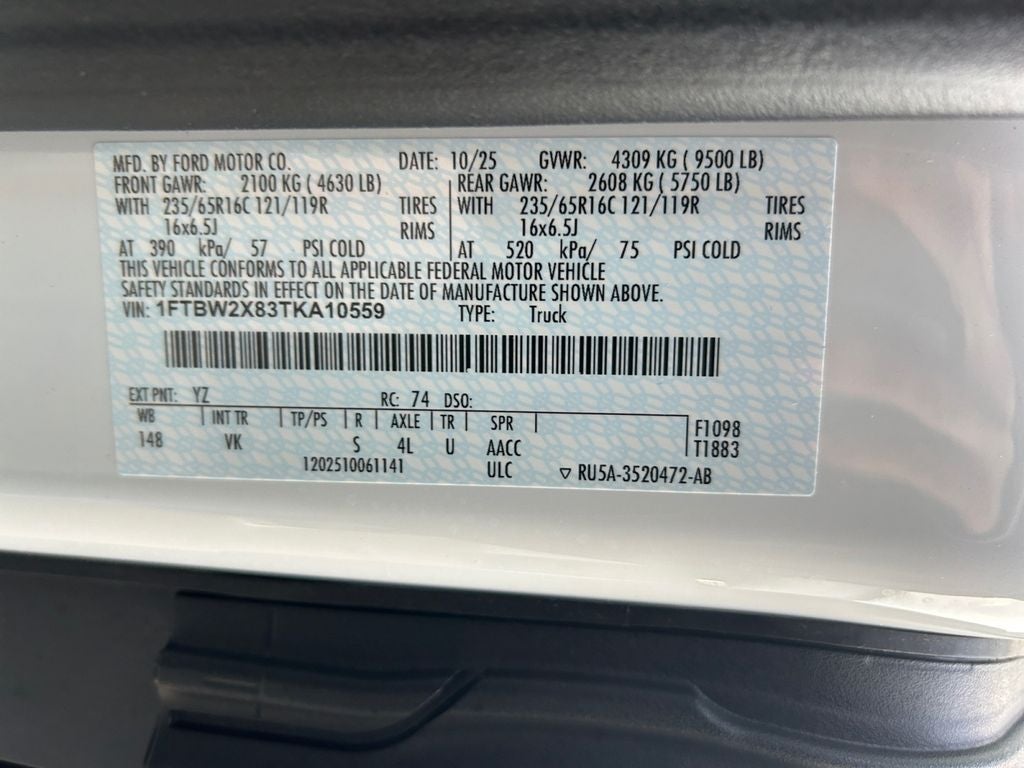 MFD. BY FORD MOTOR CO. DATE: 10/25 GVWR: 4309 KG ( 9500 LB)
FRONT GAWR: 2100 KG ( 4630 LB) REAR GAWR: 2608 KG ( 5750 LB)
WITH 235/65R16C 121/119R TIRES WITH 235/65R16C 121/119R TIRES
16x6.5J RIMS 16x6.5J RIMS
AT 390 kPa/ 57 PSI COLD AT 520 kPa/ 75 PSI COLD
THIS VEHICLE CONFORMS TO ALL APPLICABLE FEDERAL MOTOR VEHICLE
SAFETY STANDARDS IN EFFECT ON THE DATE OF MANUFACTURE SHOWN ABOVE.
VIN: 1FTBW2X83TKA10559 TYPE: Truck
EXT PNT: YZ RC: 74 DSO:
WB INT TR TP/PS R AXLE TR SPR F1098
148 VK S 4L U AACC T1883
1202510061141 ULC ▽ RU5A-3520472-AB